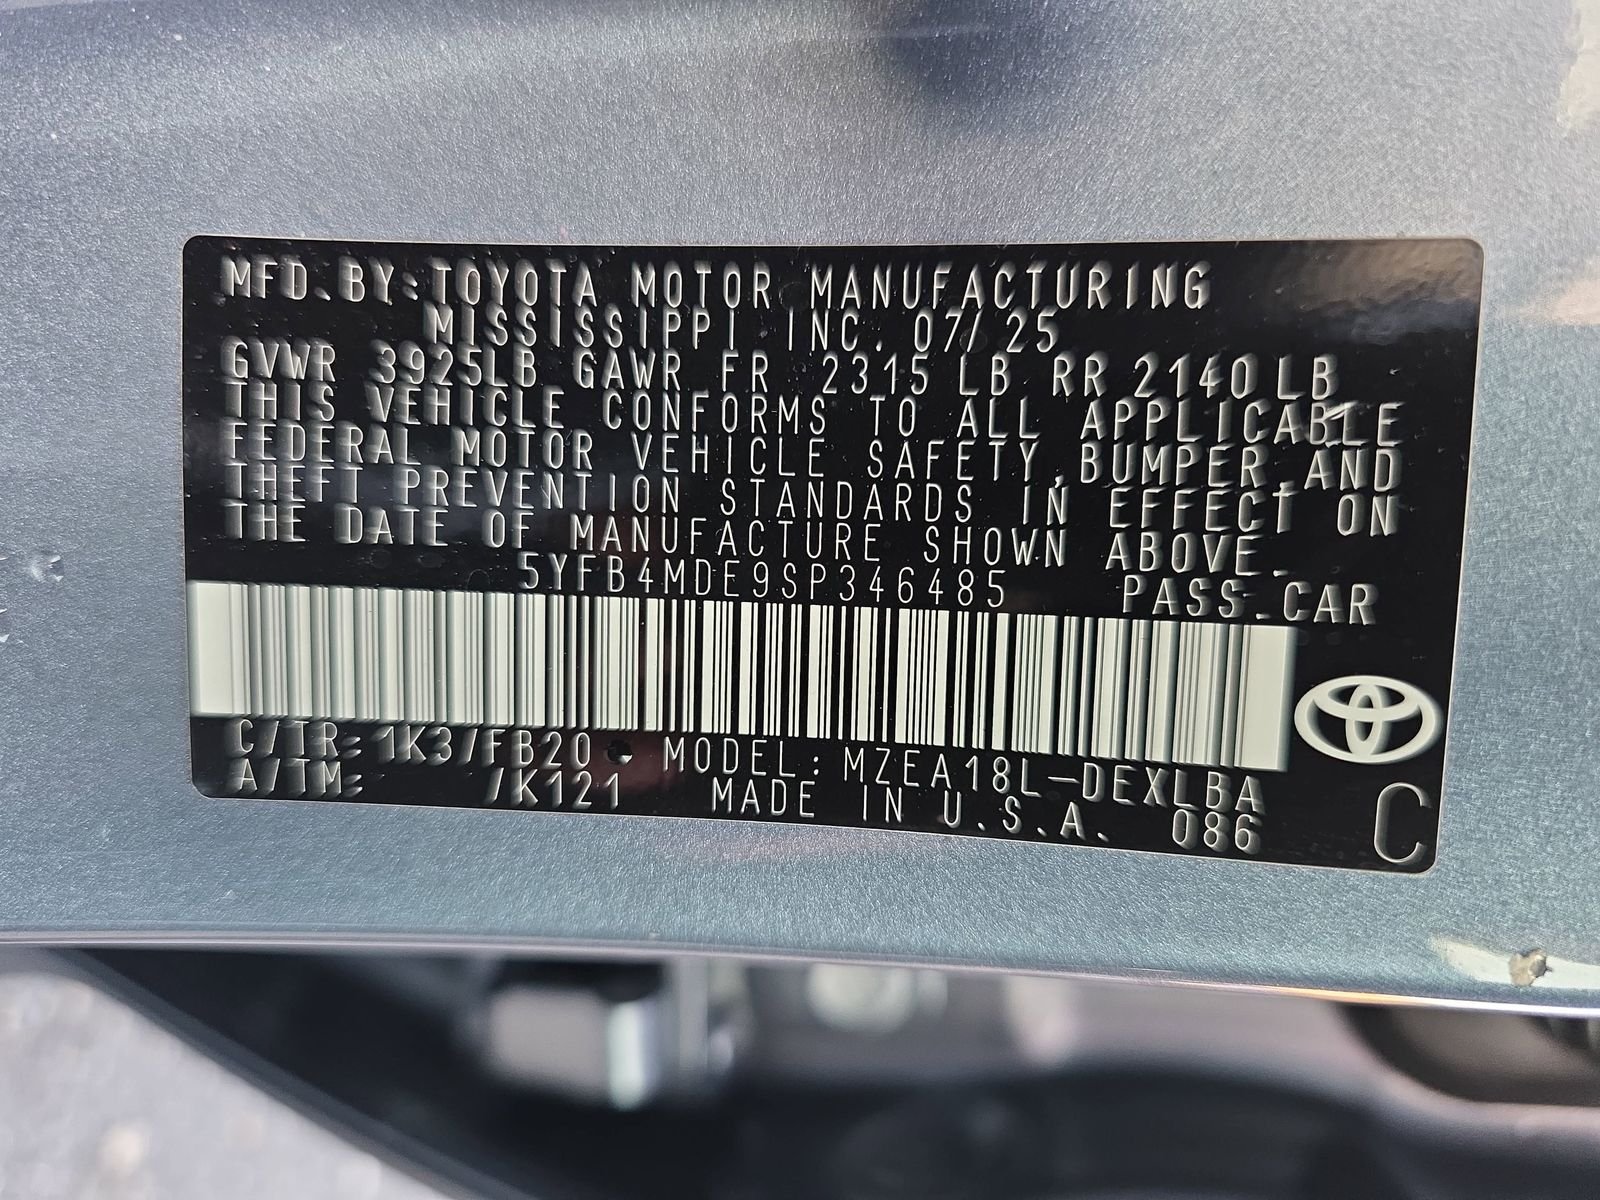 MFD.BY:TOYOTA MOTOR MANUFACTURING
MISSISSIPPI INC. 07/25
GVWR 3925LB GAWR FR 2315 LB RR 2140LB
THIS VEHICLE CONFORMS TO ALL APPLICABLE
FEDERAL MOTOR VEHICLE SAFETY,BUMPER,AND
THEFT PREVENTION STANDARDS IN EFFECT ON
THE DATE OF MANUFACTURE SHOWN ABOVE.
5YFB4MDE9SP346485 PASS.CAR
C/TR:1K3/FB20 MODEL:MZEA18L-DEXLBA
A/TM: /K121 MADE IN U.S.A. 086
C